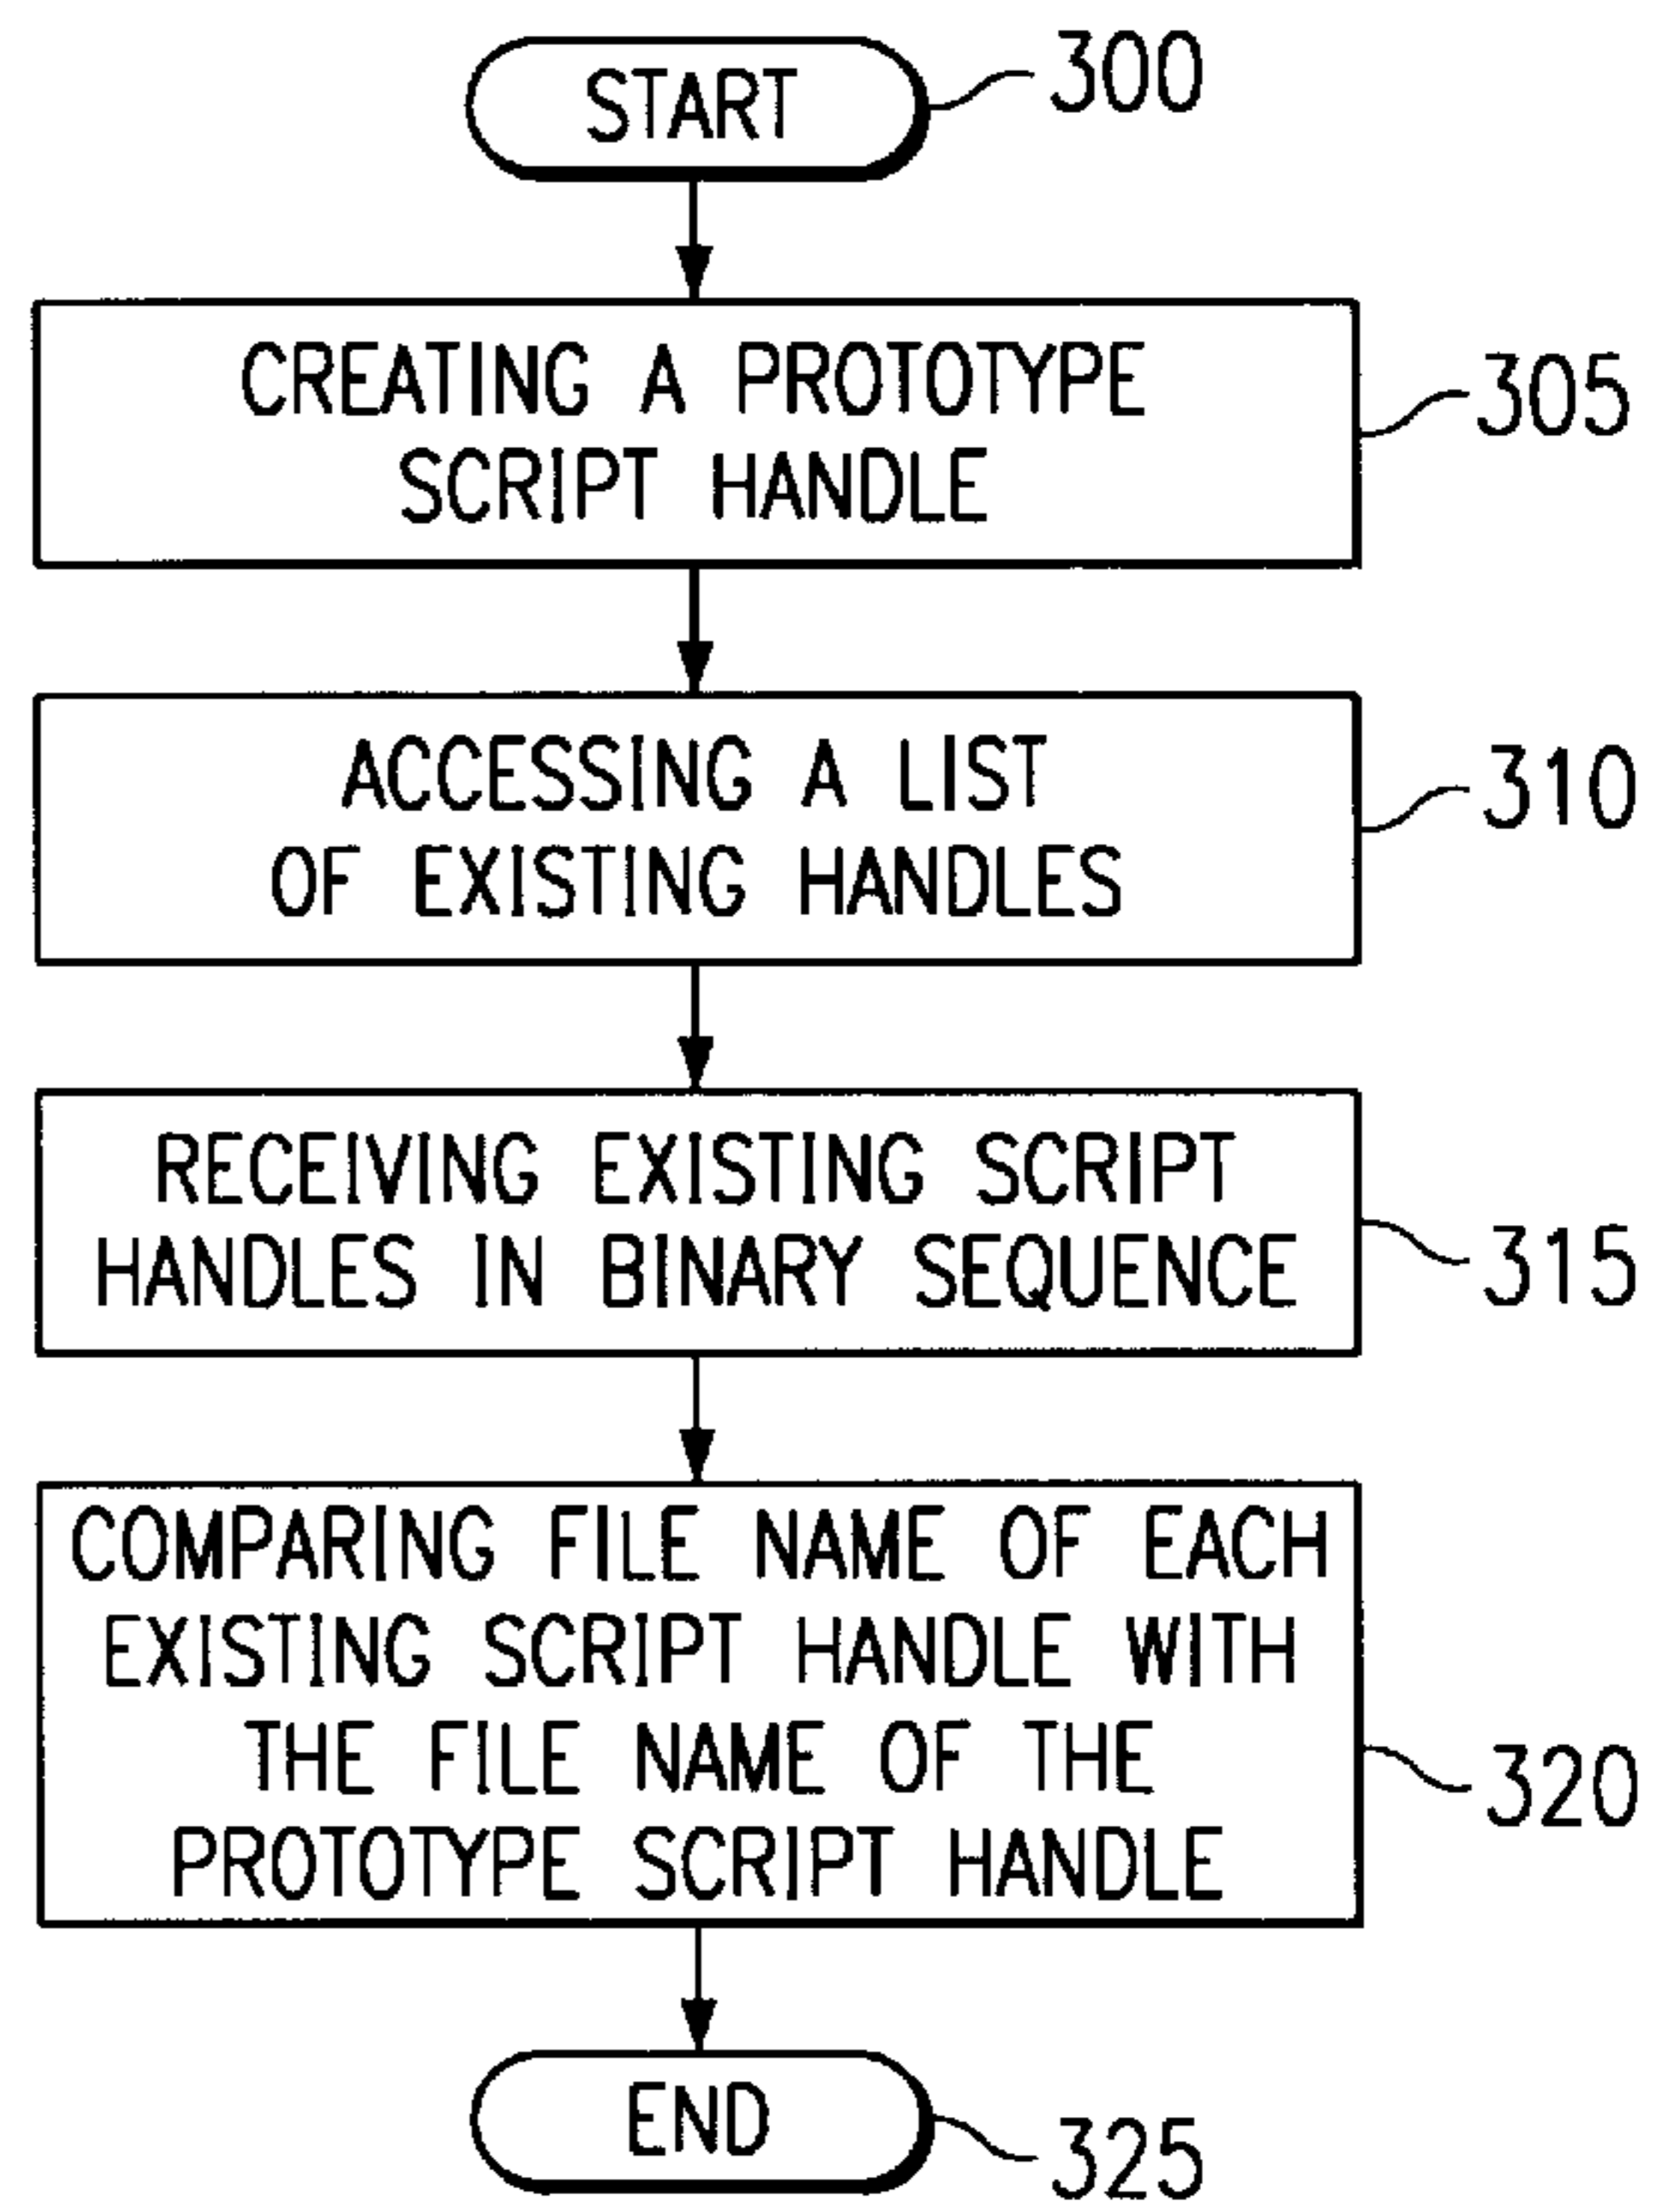 START
300
CREATING A PROTOTYPE
SCRIPT HANDLE
305
ACCESSING A LIST
OF EXISTING HANDLES
310
RECEIVING EXISTING SCRIPT
HANDLES IN BINARY SEQUENCE
315
COMPARING FILE NAME OF EACH
EXISTING SCRIPT HANDLE WITH
THE FILE NAME OF THE
PROTOTYPE SCRIPT HANDLE
320
END
325